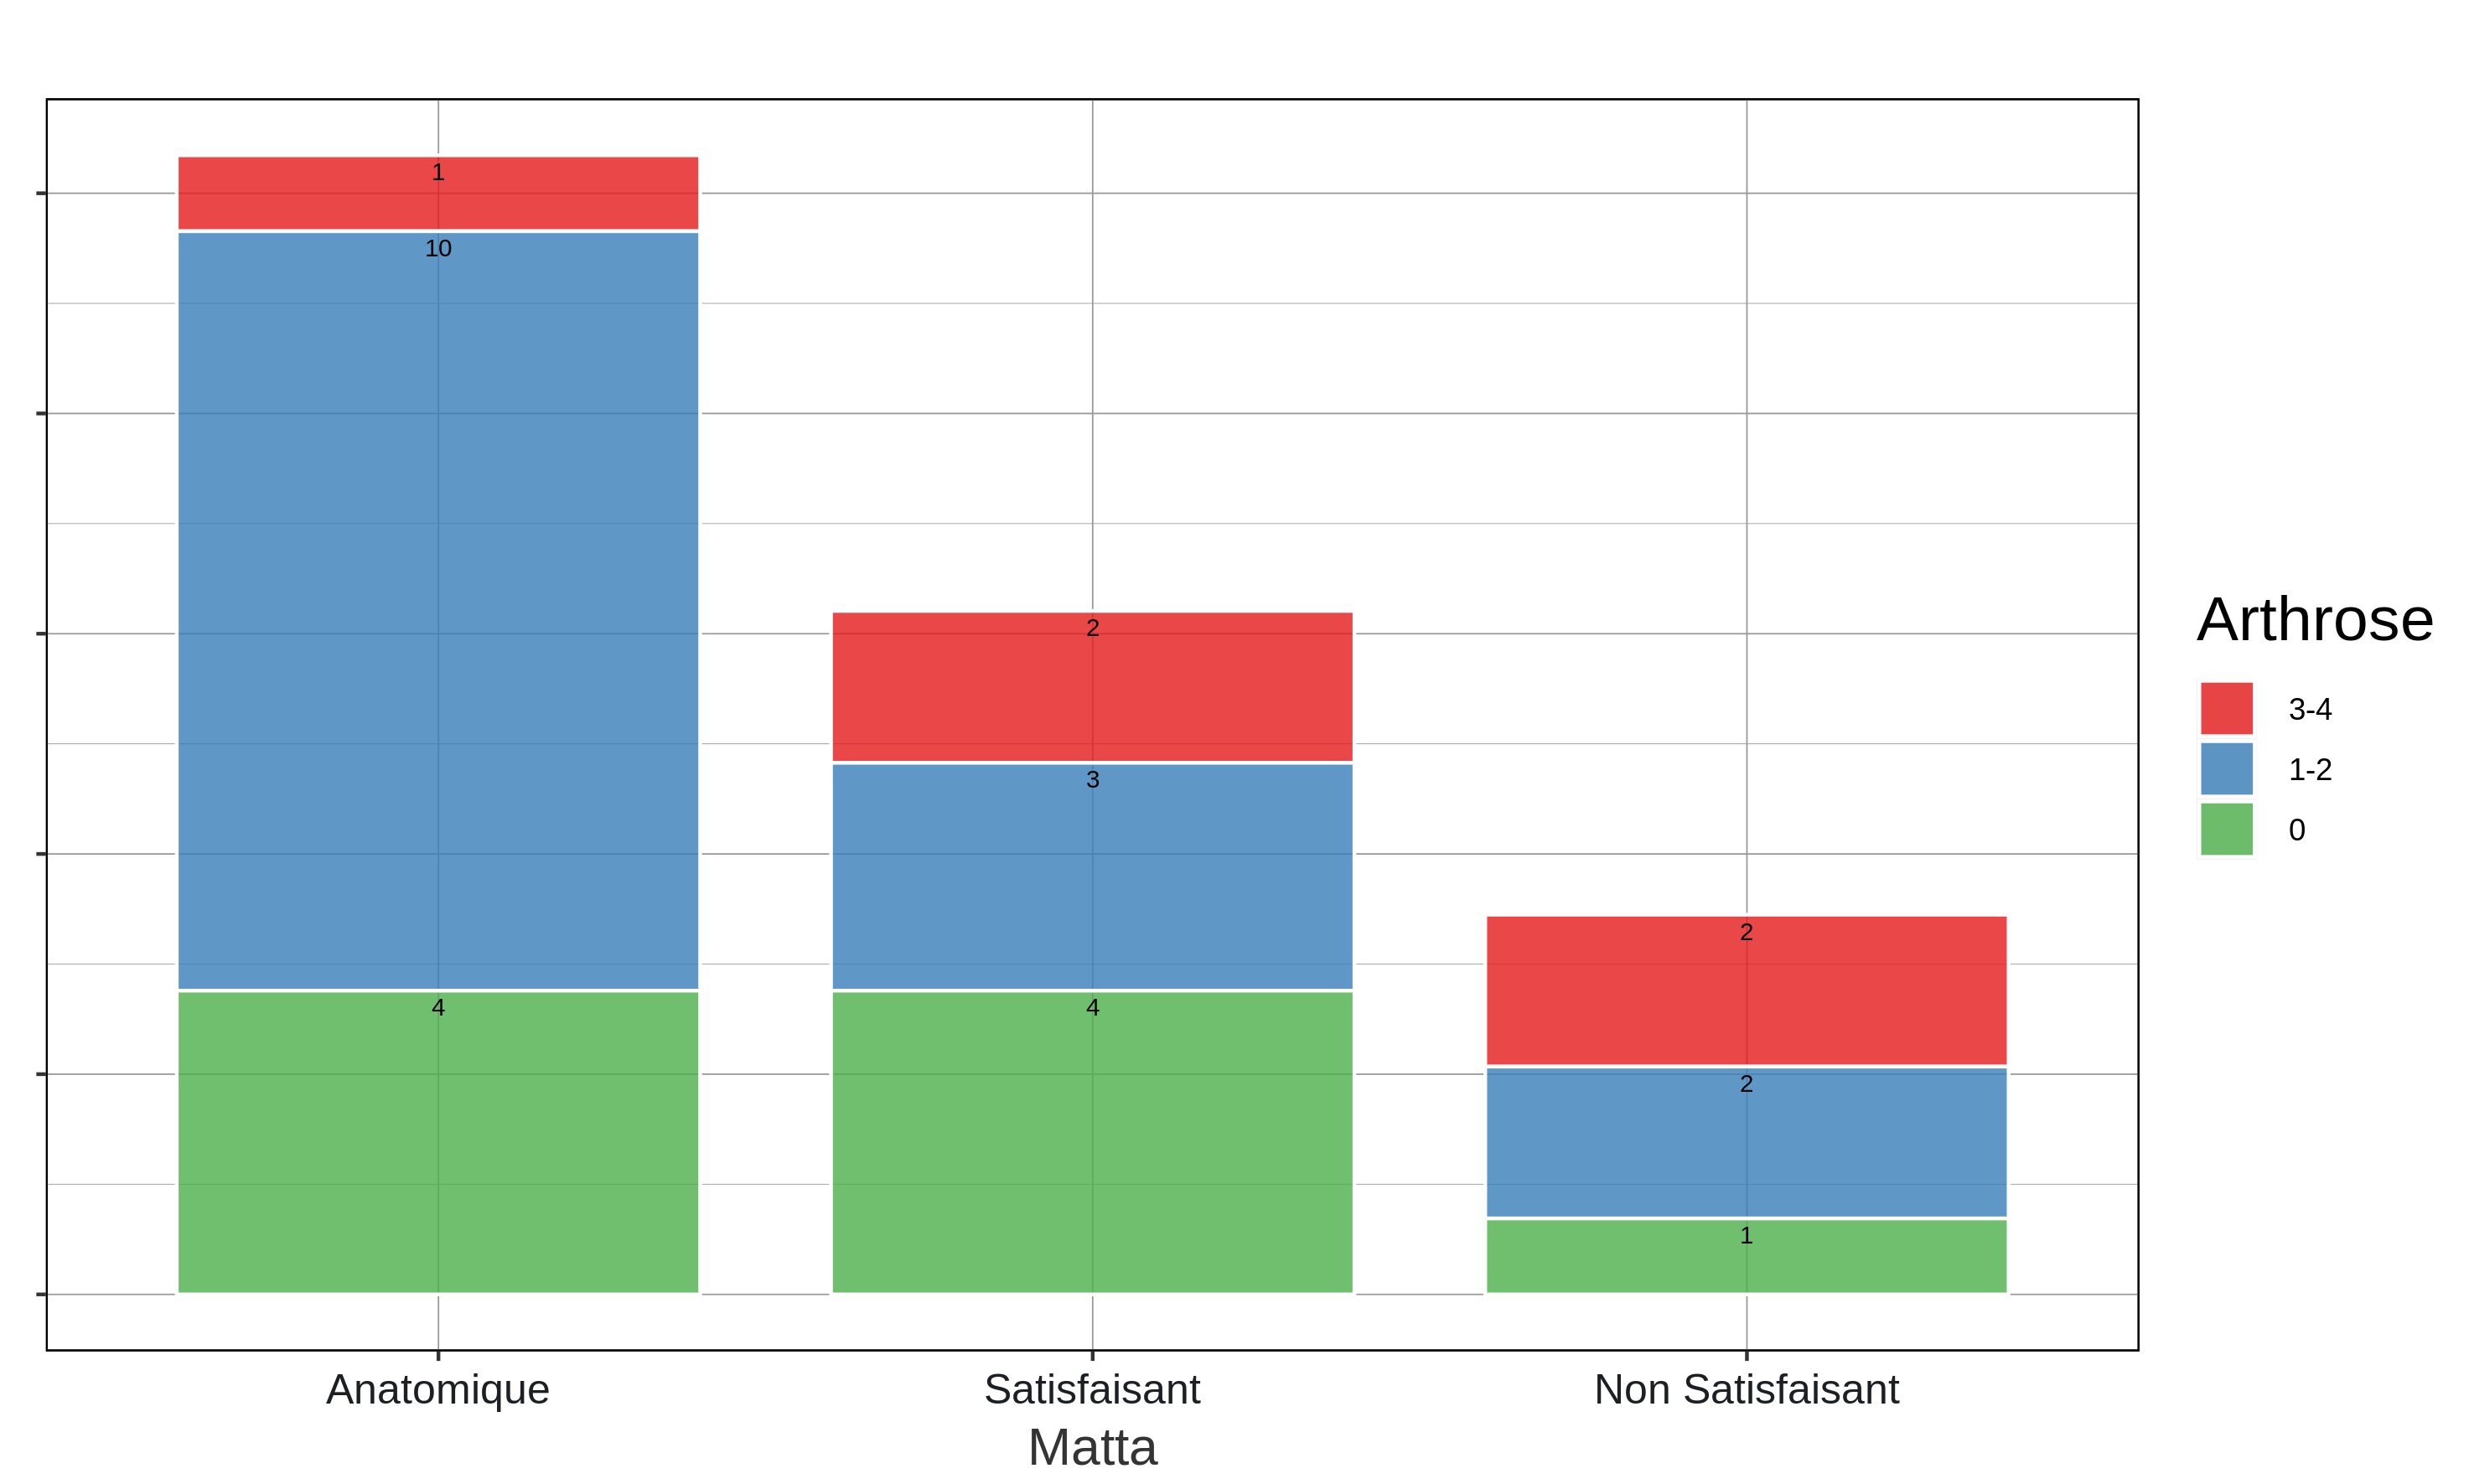 1
10
4
2
3
4
2
2
1
Anatomique
Satisfaisant
Non Satisfaisant
Matta
Arthrose
3-4
1-2
0